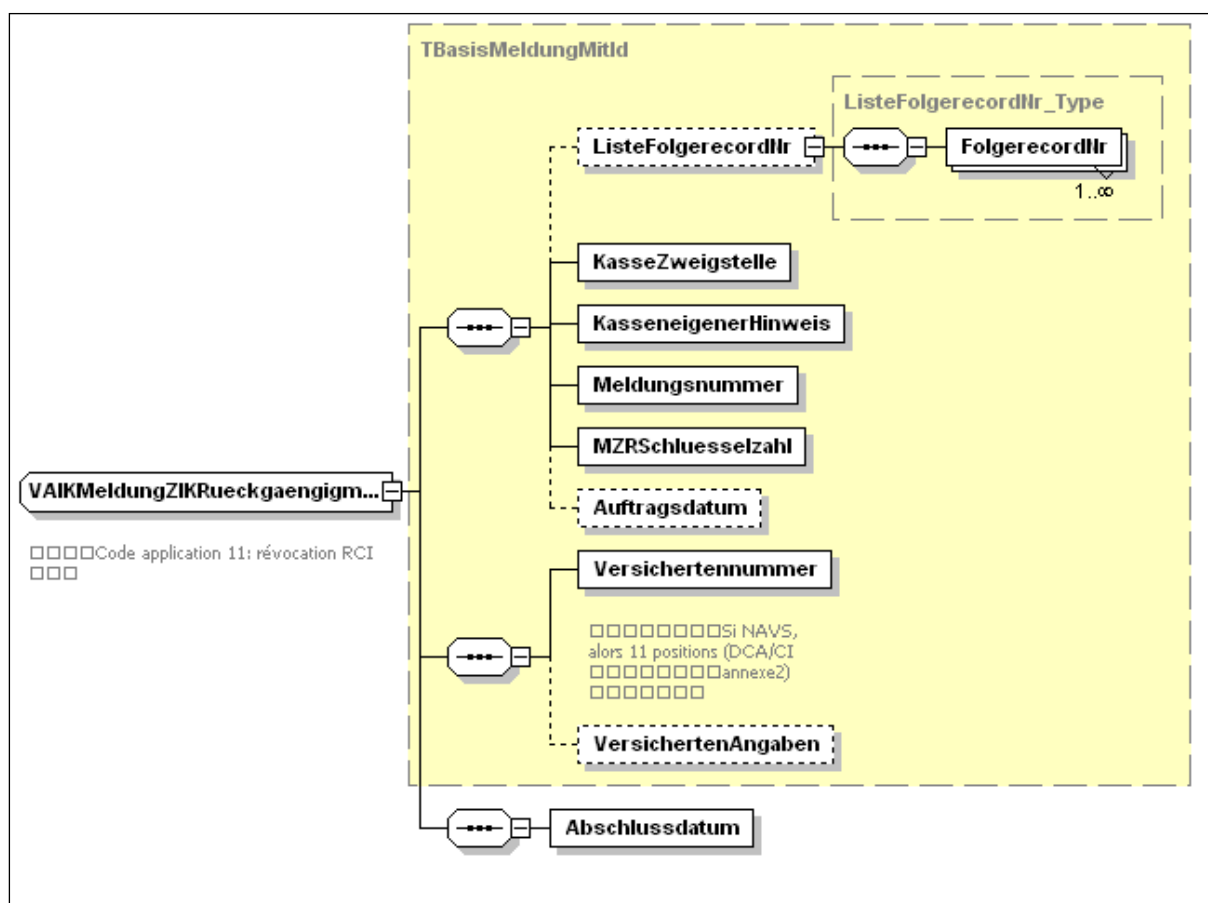 TBasisMeldungMitId
ListeFolgerecordNr_Type
ListeFolgerecordNr
FolgerecordNr
1..∞
KasseZweigstelle
KasseneigenerHinweis
Meldungsnummer
MZRSchluesselzahl
VAIKMeldungZIKRueckgaengigm...
Auftragsdatum
□□□□Code application 11: révocation RCI
□□□
Versichertennummer
□□□□□□□□Si NAVS,
alors 11 positions (DCA/CI
□□□□□□□□annexe2)
□□□□□□□
VersichertenAngaben
Abschlussdatum